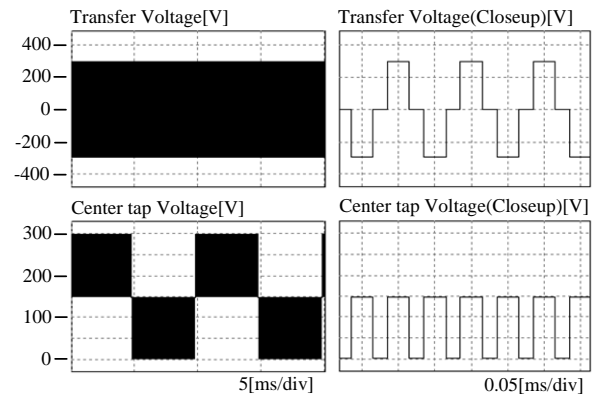 Transfer Voltage[V]
400
200
0
-200
-400
Transfer Voltage(Closeup)[V]
Center tap Voltage[V]
300
200
100
0
5[ms/div]
Center tap Voltage(Closeup)[V]
0.05[ms/div]